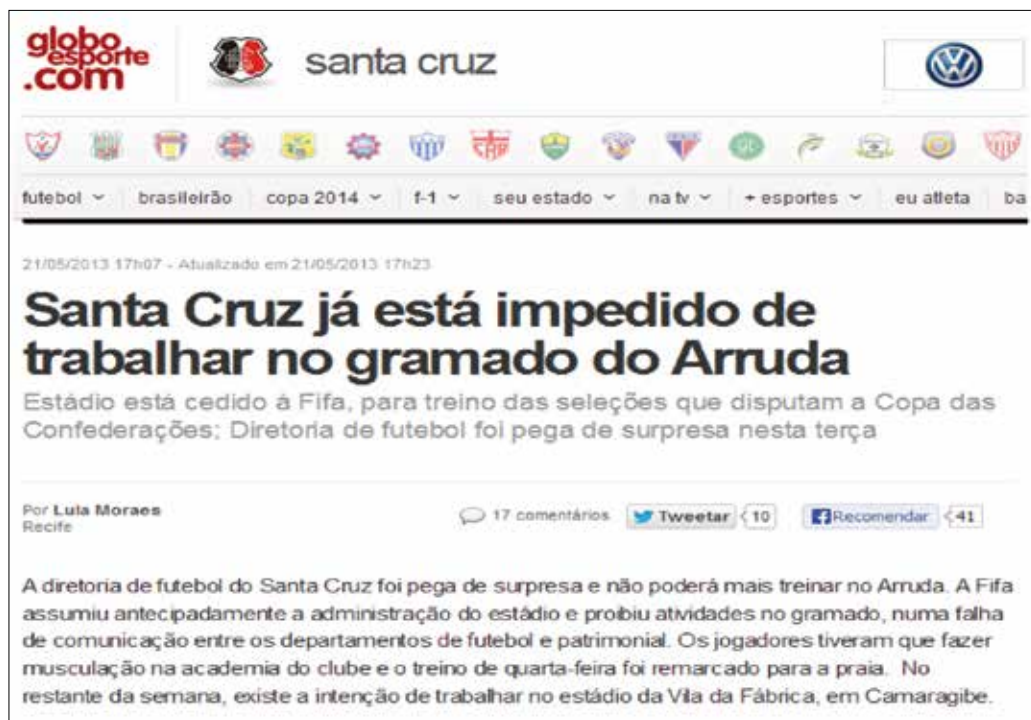 globo
esporte
.com
santa cruz
futebol brasileirão copa 2014 f-1 seu estado na tv + esportes eu atleta ba
21/05/2013 17h07 - Atualizado em 21/05/2013 17h23
Santa Cruz já está impedido de
trabalhar no gramado do Arruda
Estádio está cedido à Fifa, para treino das seleções que disputam a Copa das
Confederações; Diretoria de futebol foi pega de surpresa nesta terça
Por Lula Moraes
Recife
17 comentários Tweetar 10 Recomendar 41
A diretoria de futebol do Santa Cruz foi pega de surpresa e não poderá mais treinar no Arruda. A Fifa
assumiu antecipadamente a administração do estádio e proibiu atividades no gramado, numa falha
de comunicação entre os departamentos de futebol e patrimonial. Os jogadores tiveram que fazer
musculação na academia do clube e o treino de quarta-feira foi remarcado para a praia. No
restante da semana, existe a intenção de trabalhar no estádio da Vila da Fábrica, em Camaragibe.